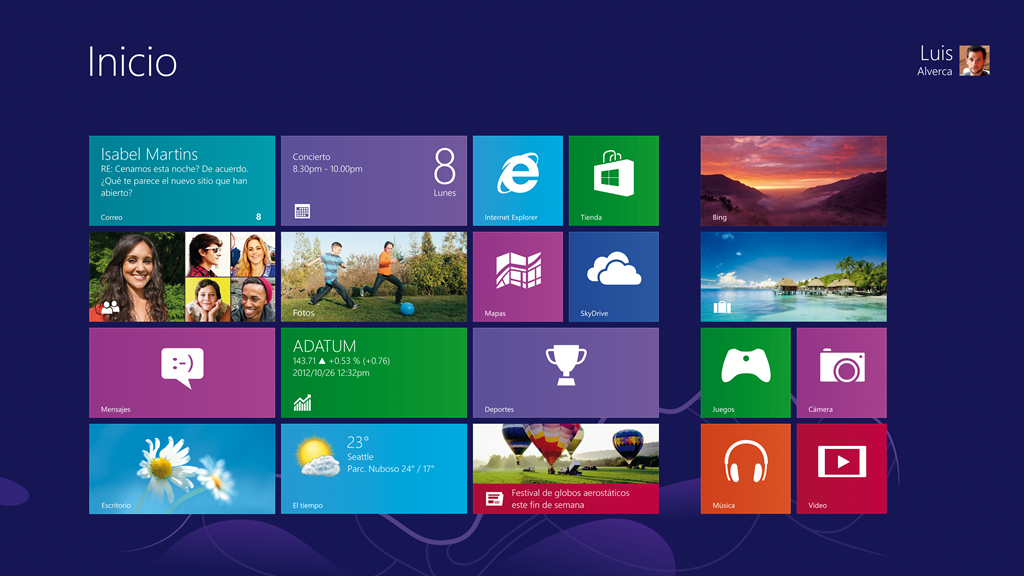 Inicio
Luis
Alverca
Isabel Martins
RE: Cenamos esta noche? De acuerdo.
¿Qué te parece el nuevo sitio que han
abierto?
Correo
8
Concierto
8.30pm - 10.00pm
8
Lunes
Internet Explorer
Tienda
Bing
Fotos
Mapas
SkyDrive
:-)
Mensajes
ADATUM
143.71 ▲ +0.53 % (+0.76)
2012/10/26 12:32pm
Deportes
Juegos
Cámara
Escritorio
23°
Seattle
Parc. Nuboso 24° / 17°
El tiempo
Festival de globos aerostáticos
este fin de semana
Música
Vídeo